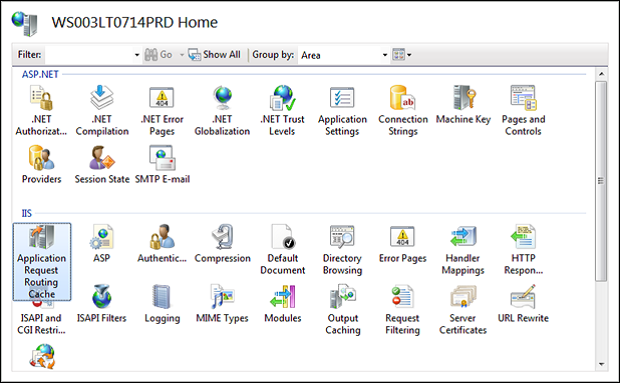 WS003LT0714PRD Home
Filter: Go Show All Group by: Area
ASP.NET
.NET Authorizat...
.NET Compilation
.NET Error Pages
404
.NET Globalization
.NET Trust Levels
Application Settings
Connection Strings
ab
Machine Key
Pages and Controls
Providers
Session State
SMTP E-mail
IIS
Application Request Routing Cache
ASP
Authentic...
Compression
Default Document
Directory Browsing
Error Pages
404
Handler Mappings
HTTP Respon...
ISAPI and CGI Restri...
ISAPI Filters
Logging
MIME Types
Modules
Output Caching
Request Filtering
Server Certificates
URL Rewrite